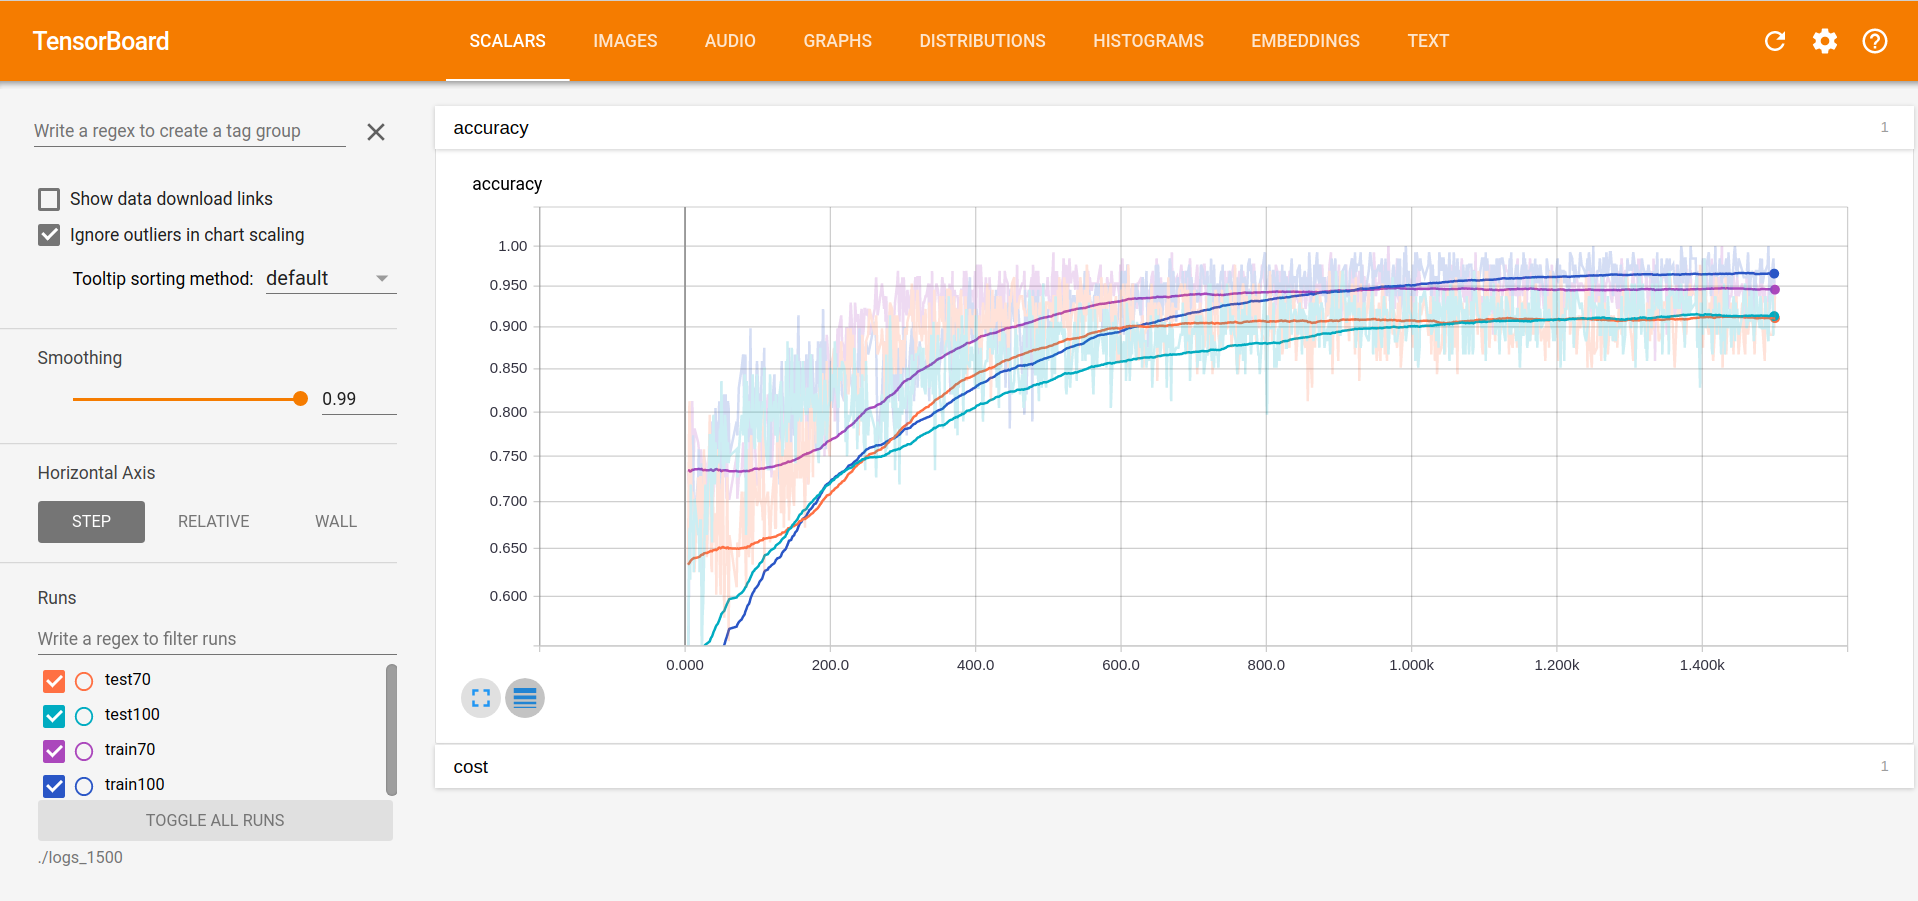 TensorBoard
SCALARS IMAGES AUDIO GRAPHS DISTRIBUTIONS HISTOGRAMS EMBEDDINGS TEXT
Write a regex to create a tag group
Show data download links
Ignore outliers in chart scaling
Tooltip sorting method: default
Smoothing
0.99
Horizontal Axis
STEP RELATIVE WALL
Runs
Write a regex to filter runs
test70
test100
train70
train100
TOGGLE ALL RUNS
./logs_1500
accuracy 1
accuracy
1.00
0.950
0.900
0.850
0.800
0.750
0.700
0.650
0.600
0.000 200.0 400.0 600.0 800.0 1.000k 1.200k 1.400k
cost 1